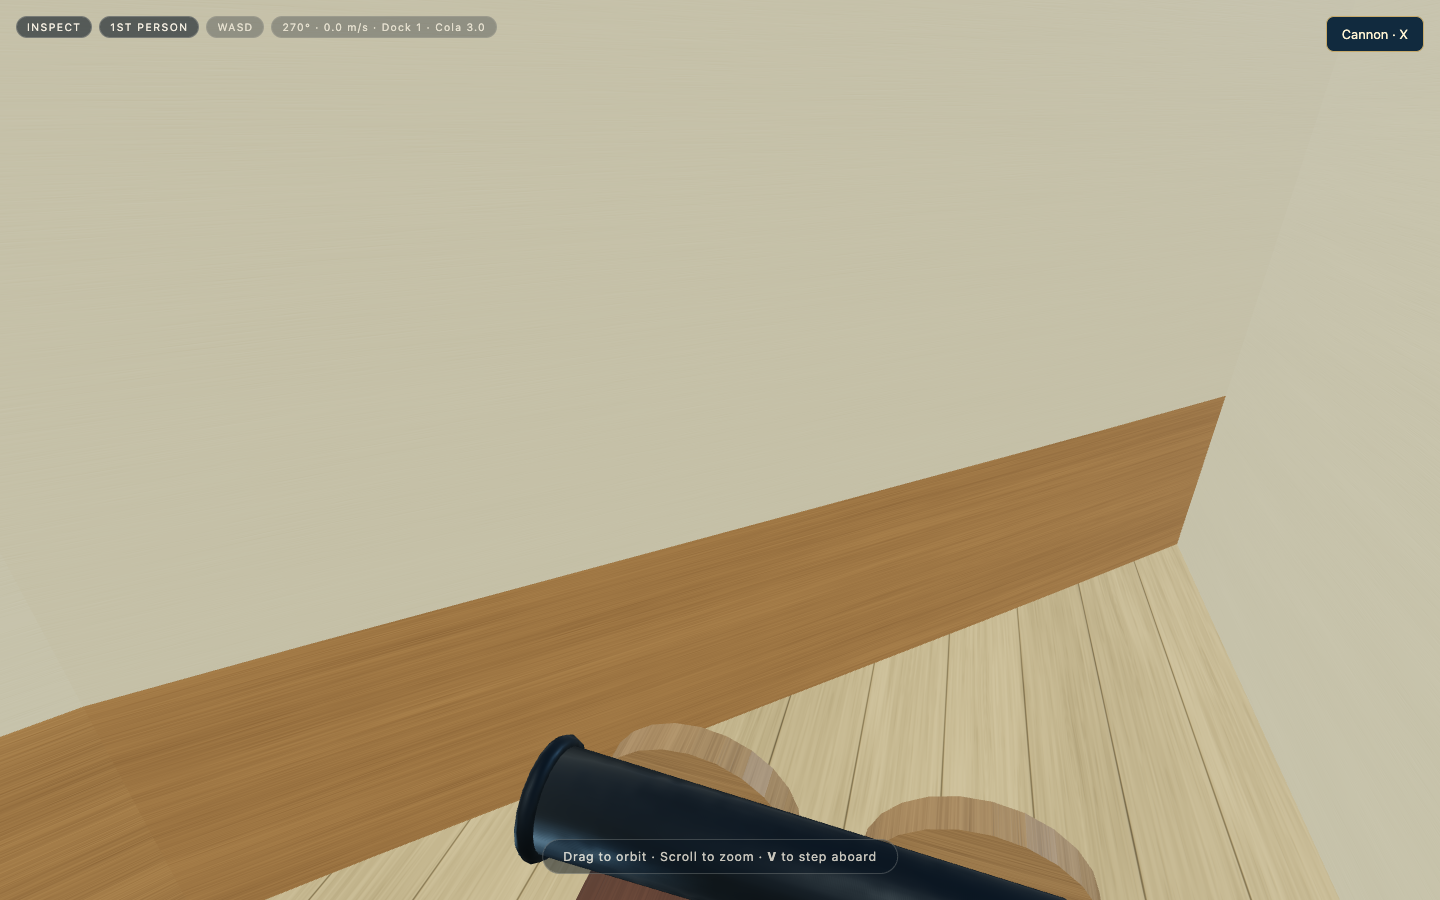 INSPECT
1ST PERSON
WASD
270° · 0.0 m/s · Dock 1 · Cola 3.0
Cannon · X
Drag to orbit · Scroll to zoom · V to step aboard